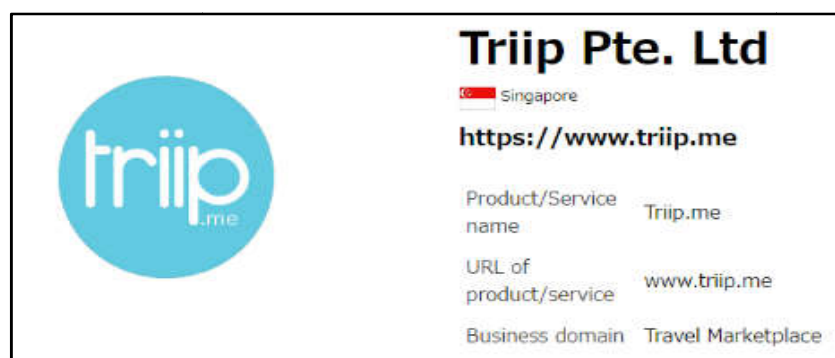 triip
.me
Triip Pte. Ltd
Singapore
https://www.triip.me
Product/Service
name
Triip.me
URL of
product/service
www.triip.me
Business domain
Travel Marketplace